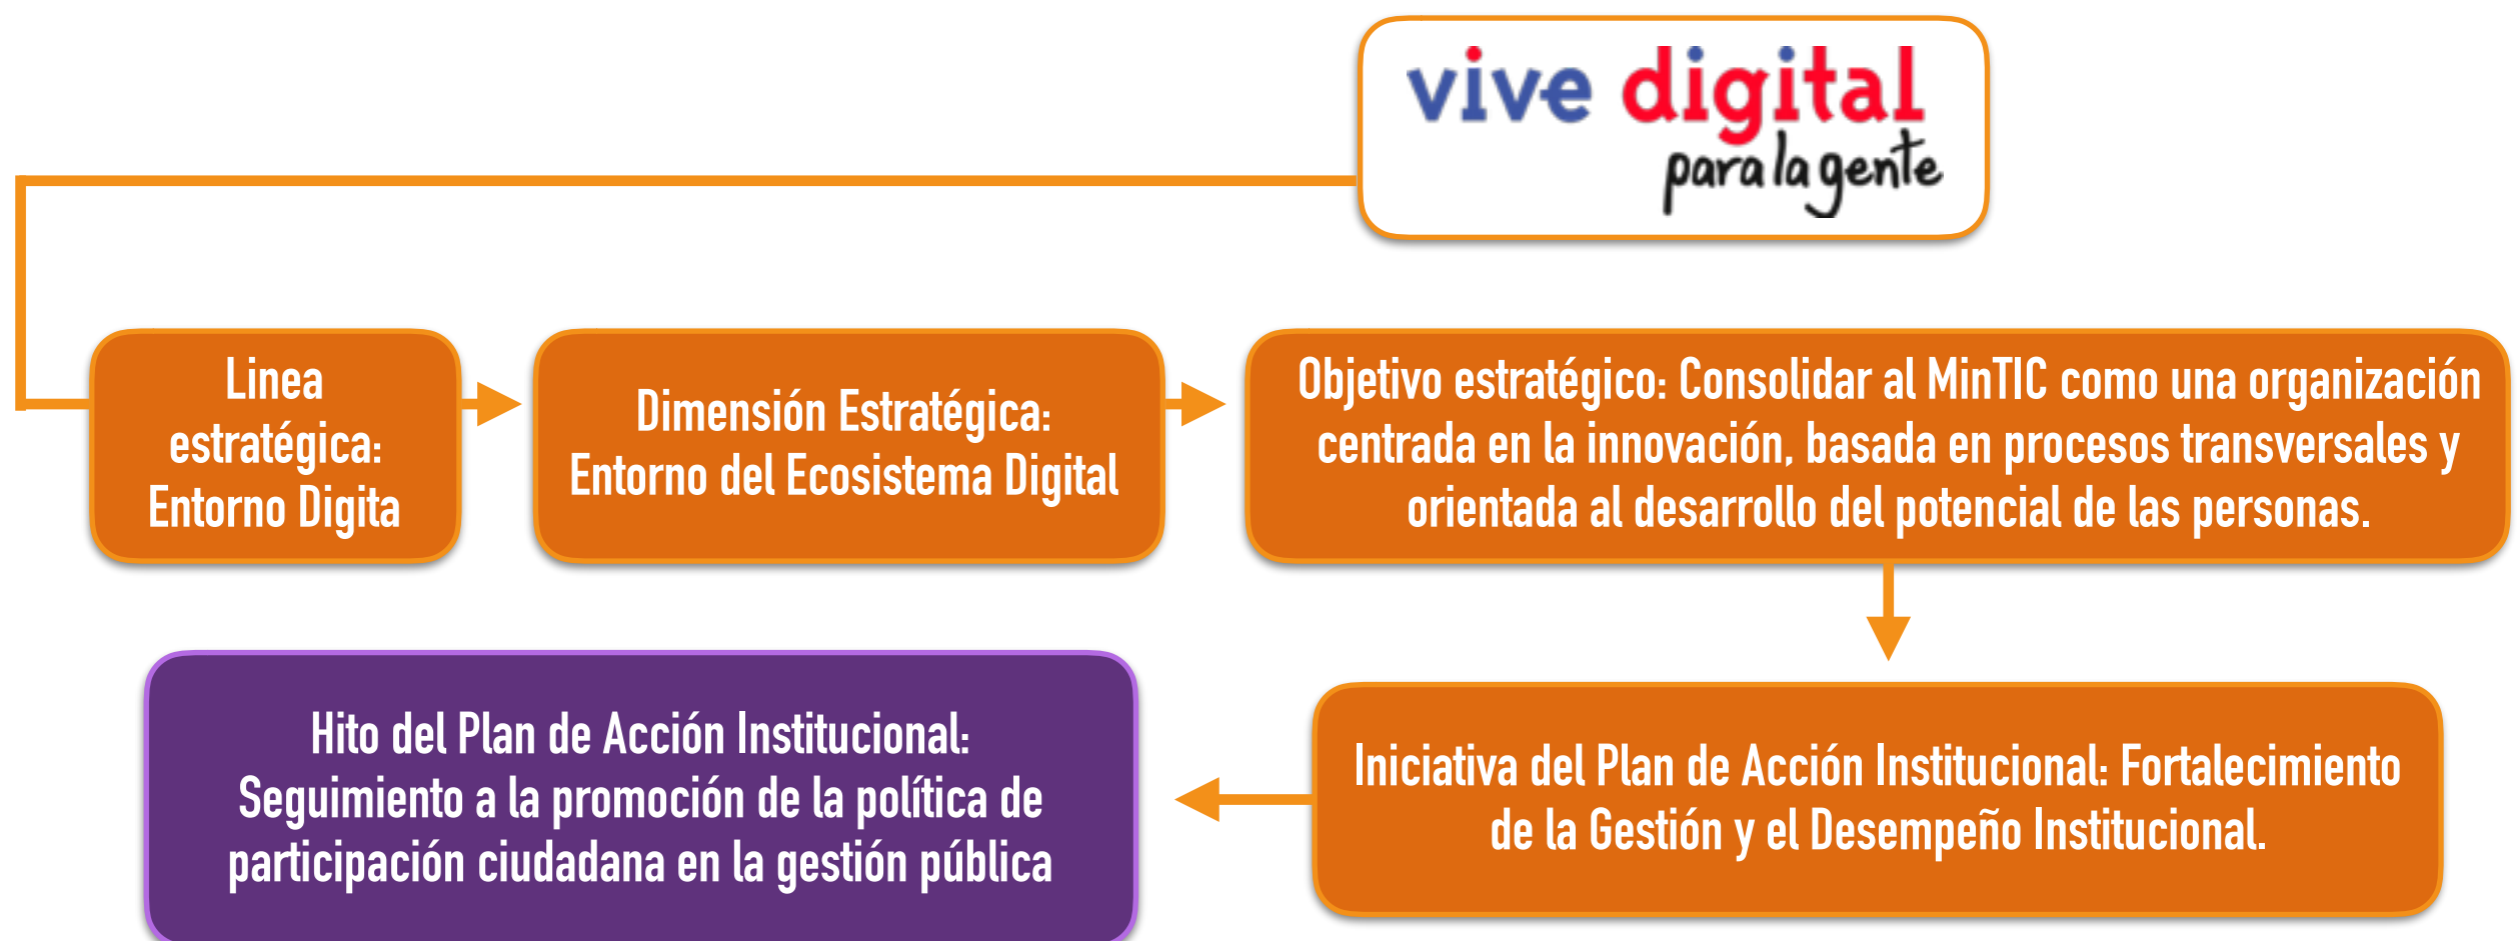 vive digital
para la gente
Linea
estratégica:
Entorno Digita
Dimensión Estratégica:
Entorno del Ecosistema Digital
Objetivo estratégico: Consolidar al MinTIC como una organización
centrada en la innovación, basada en procesos transversales y
orientada al desarrollo del potencial de las personas.
Iniciativa del Plan de Acción Institucional: Fortalecimiento
de la Gestión y el Desempeño Institucional.
Hito del Plan de Acción Institucional:
Seguimiento a la promoción de la política de
participación ciudadana en la gestión pública